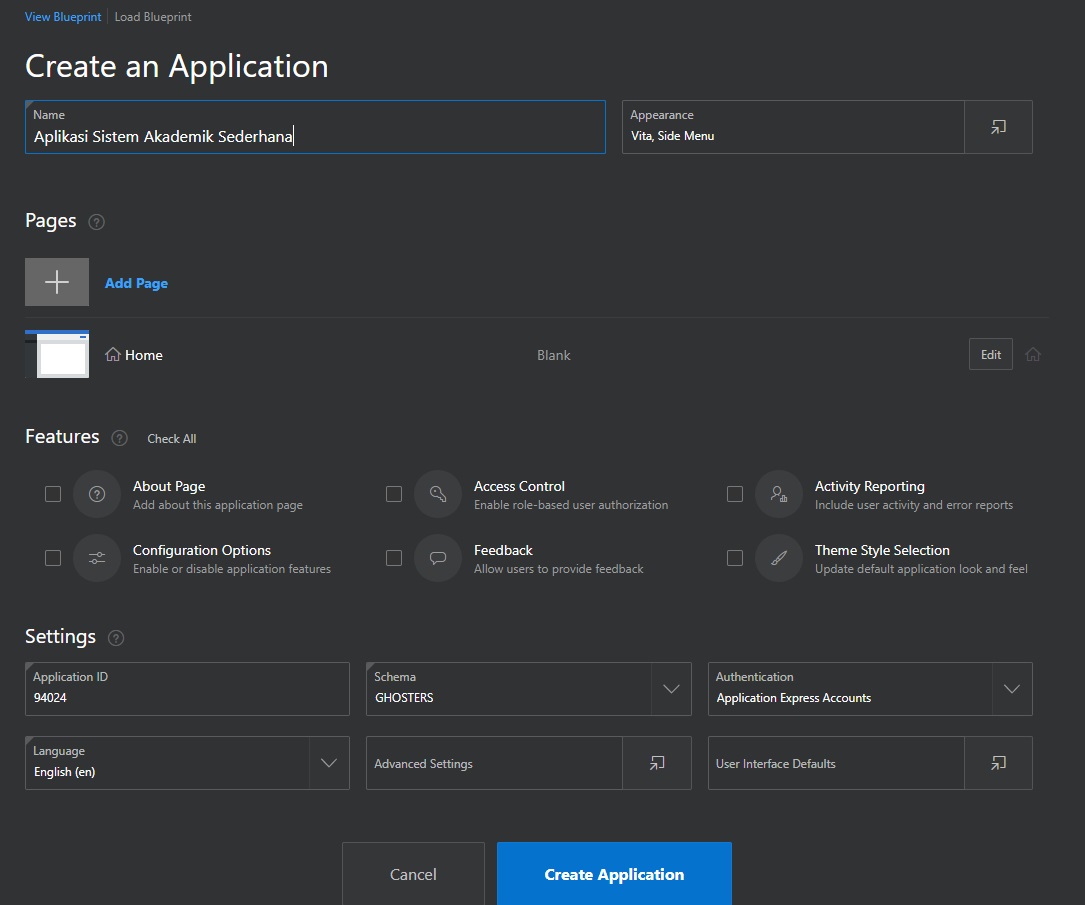 View Blueprint Load Blueprint
Create an Application
Name
Aplikasi Sistem Akademik Sederhana
Appearance
Vita, Side Menu
Pages ?
Add Page
Home Blank Edit
Features ? Check All
About Page
Add about this application page
Access Control
Enable role-based user authorization
Activity Reporting
Include user activity and error reports
Configuration Options
Enable or disable application features
Feedback
Allow users to provide feedback
Theme Style Selection
Update default application look and feel
Settings ?
Application ID
94024
Schema
GHOSTERS
Authentication
Application Express Accounts
Language
English (en)
Advanced Settings
User Interface Defaults
Cancel
Create Application